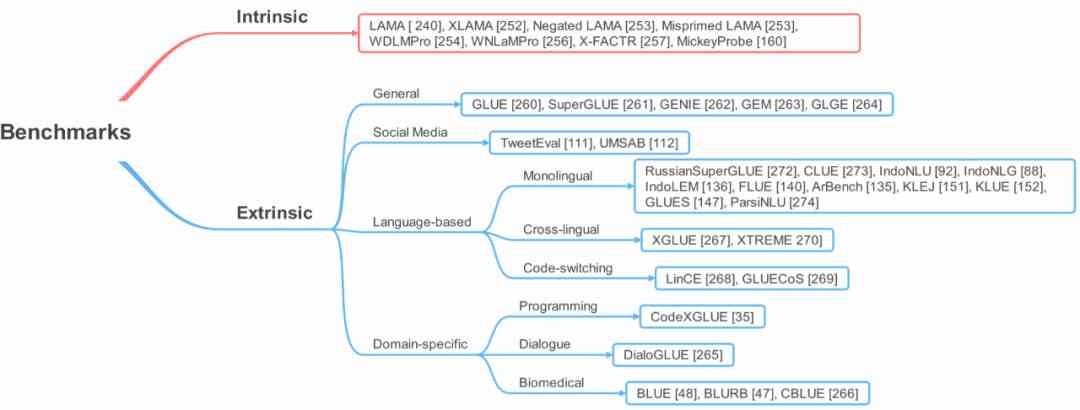 Intrinsic
LAMA [ 240], XLAMA [252], Negated LAMA [253], Misprimed LAMA [253],
WDLMPro [254], WNLaMPro [256], X-FACTR [257], MickeyProbe [160]
Benchmarks
Extrinsic
General
GLUE [260], SuperGLUE [261], GENIE [262], GEM [263], GLGE [264]
Social Media
TweetEval [111], UMSAB [112]
Language-based
Monolingual
RussianSuperGLUE [272], CLUE [273], IndoNLU [92], IndoNLG [88],
IndoLEM [136], FLUE [140], ArBench [135], KLEJ [151], KLUE [152],
GLUES [147], ParsiNLU [274]
Cross-lingual
XGLUE [267], XTREME 270]
Code-switching
LinCE [268], GLUECoS [269]
Domain-specific
Programming
CodeXGLUE [35]
Dialogue
DialoGLUE [265]
Biomedical
BLUE [48], BLURB [47], CBLUE [266]